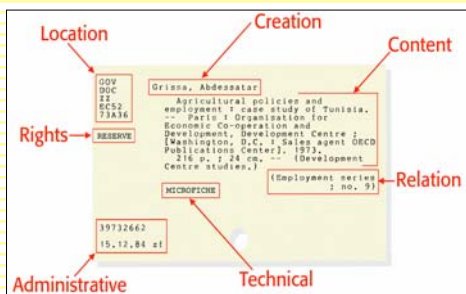 Creation
Location
Content
GOV
DOC
ZZ
EC52
73A36
Grissa, Abdessatar
Agricultural policies and
employment : case study of Tunisia.
-- Paris : Organisation for
Economic Co-operation and
Development, Development Centre ;
[Washington, D.C. : Sales agent OECD
Publications Center]. 1973.
216 p. ; 24 cm. -- (Development
Centre studies.)
Rights
RESERVE
(Employment series
; no. 9)
Relation
MICROFICHE
39732662
15.12.84 sf
Administrative
Technical